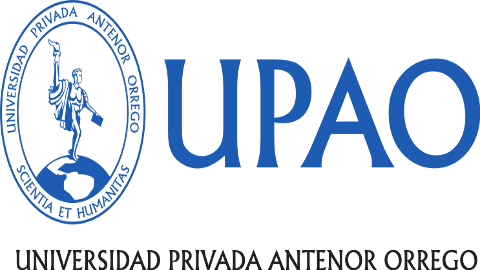 UNIVERSIDAD PRIVADA ANTENOR ORREGO
SCIENTIA ET HUMANITAS
UPAO
UNIVERSIDAD PRIVADA ANTENOR ORREGO